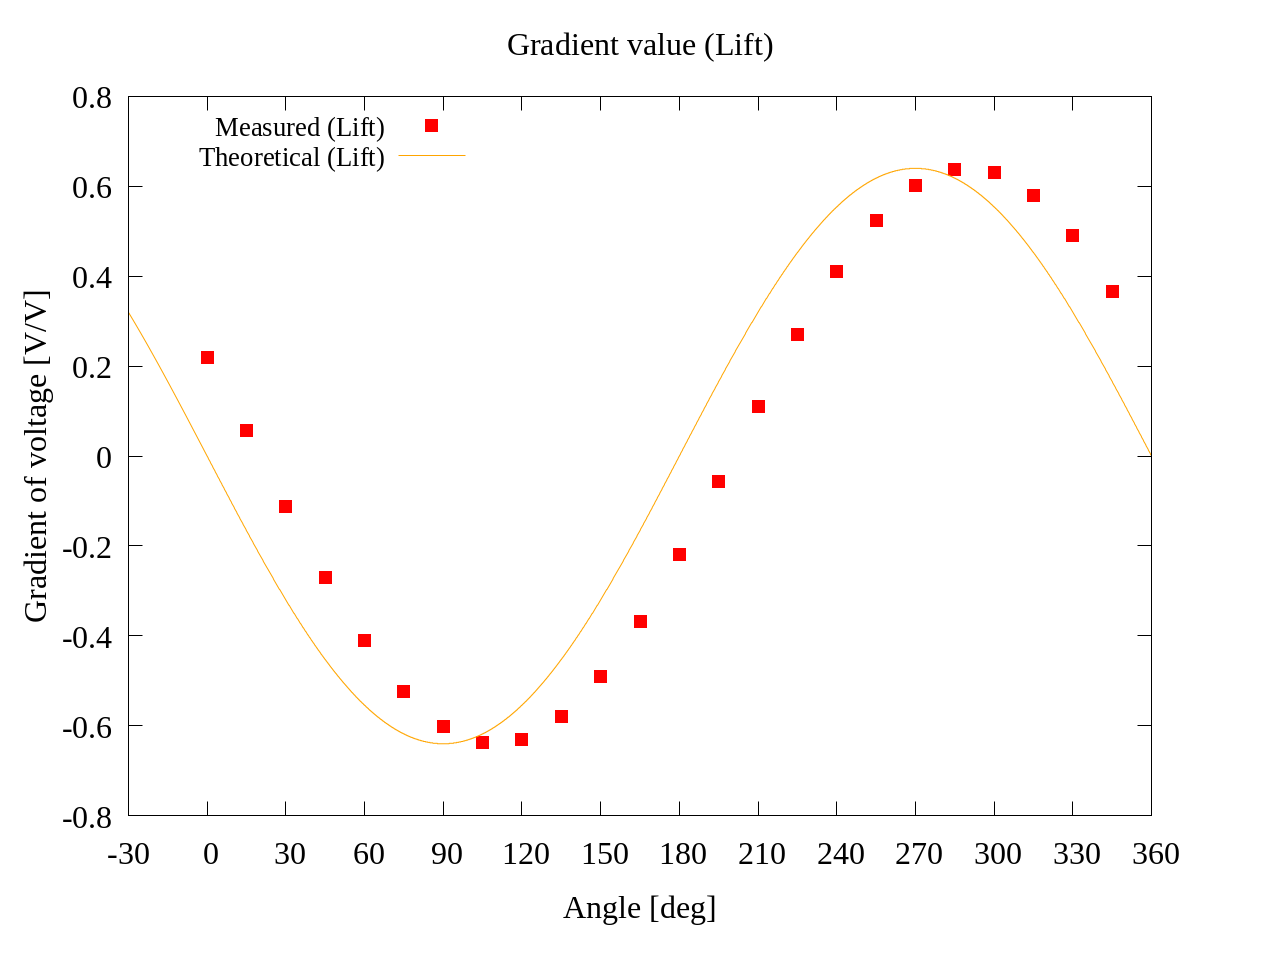 Gradient value (Lift)
0.8
0.6
0.4
0.2
0
-0.2
-0.4
-0.6
-0.8
Gradient of voltage [V/V]
Measured (Lift)
Theoretical (Lift)
-30 0 30 60 90 120 150 180 210 240 270 300 330 360
Angle [deg]